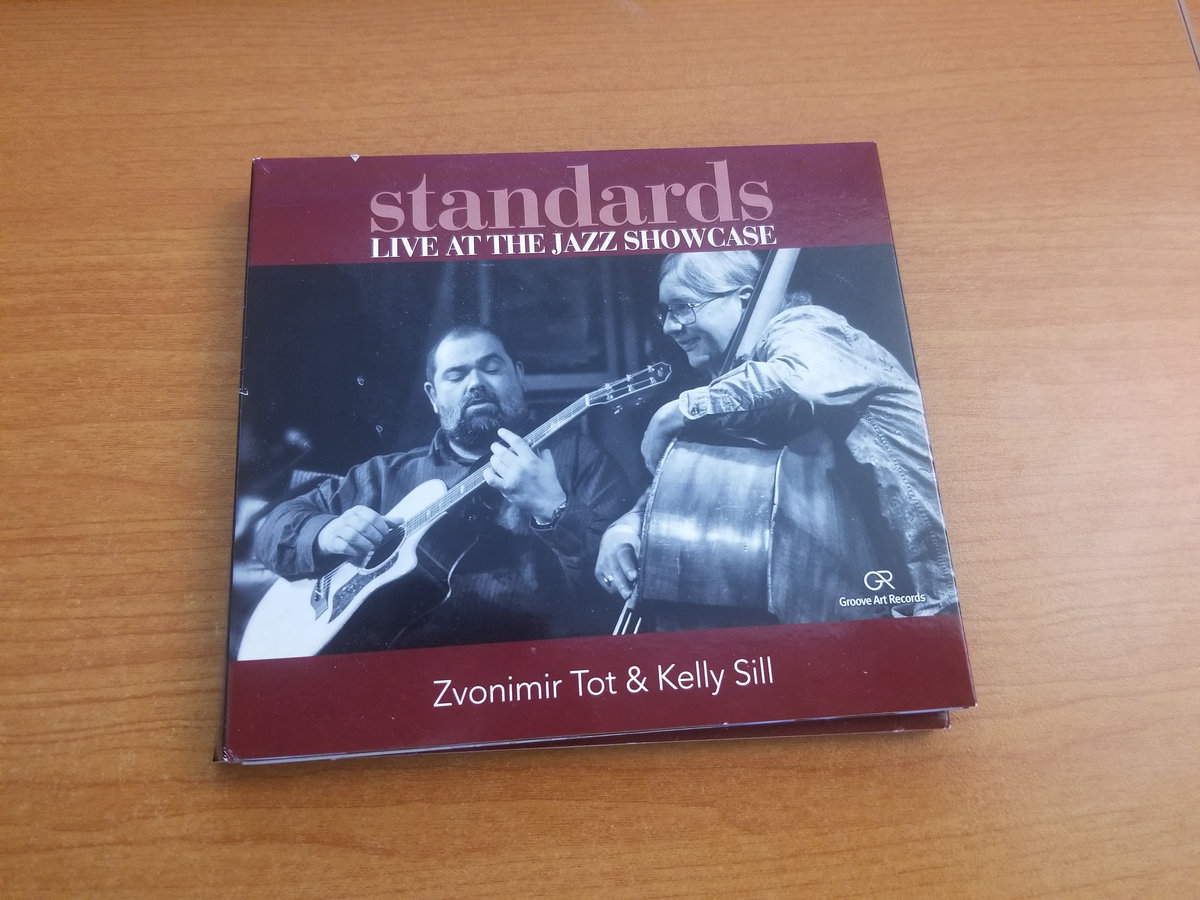 standards
LIVE AT THE JAZZ SHOWCASE
GR
Groove Art Records
Zvonimir Tot & Kelly Sill